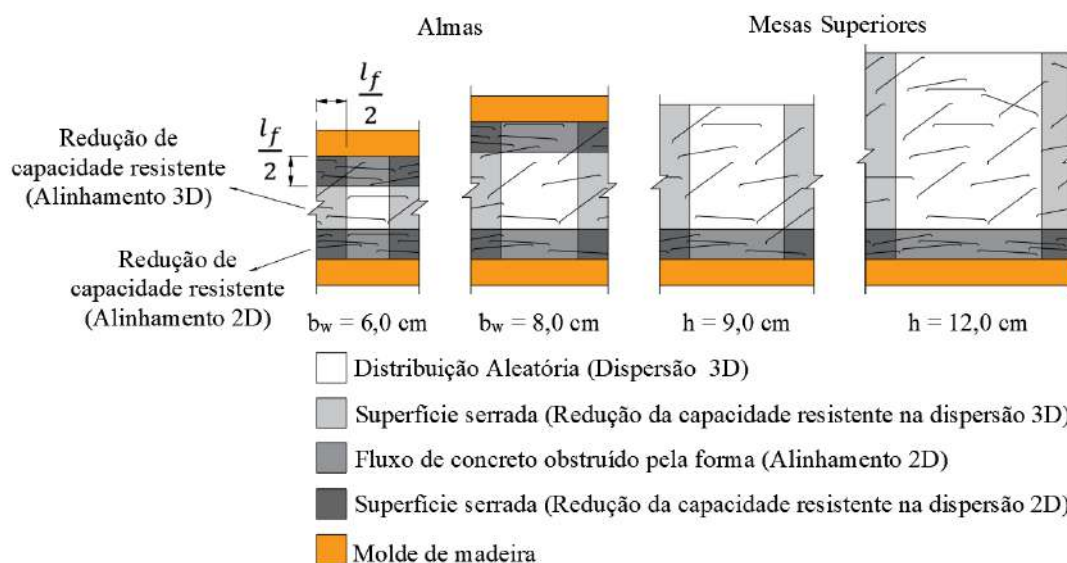 Almas
Mesas Superiores
l_f/2
l_f/2
Redução de
capacidade resistente
(Alinhamento 3D)
Redução de
capacidade resistente
(Alinhamento 2D)
b_w = 6,0 cm
b_w = 8,0 cm
h = 9,0 cm
h = 12,0 cm
Distribuição Aleatória (Dispersão 3D)
Superfície serrada (Redução da capacidade resistente na dispersão 3D)
Fluxo de concreto obstruído pela forma (Alinhamento 2D)
Superfície serrada (Redução da capacidade resistente na dispersão 2D)
Molde de madeira